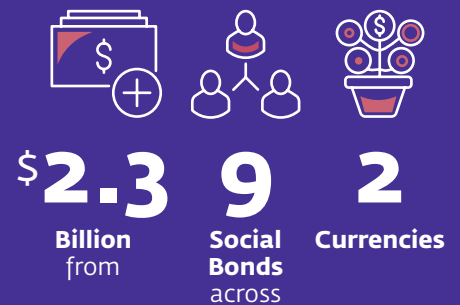 $
$
$2.3
Billion
from
9
Social
Bonds
across
2
Currencies